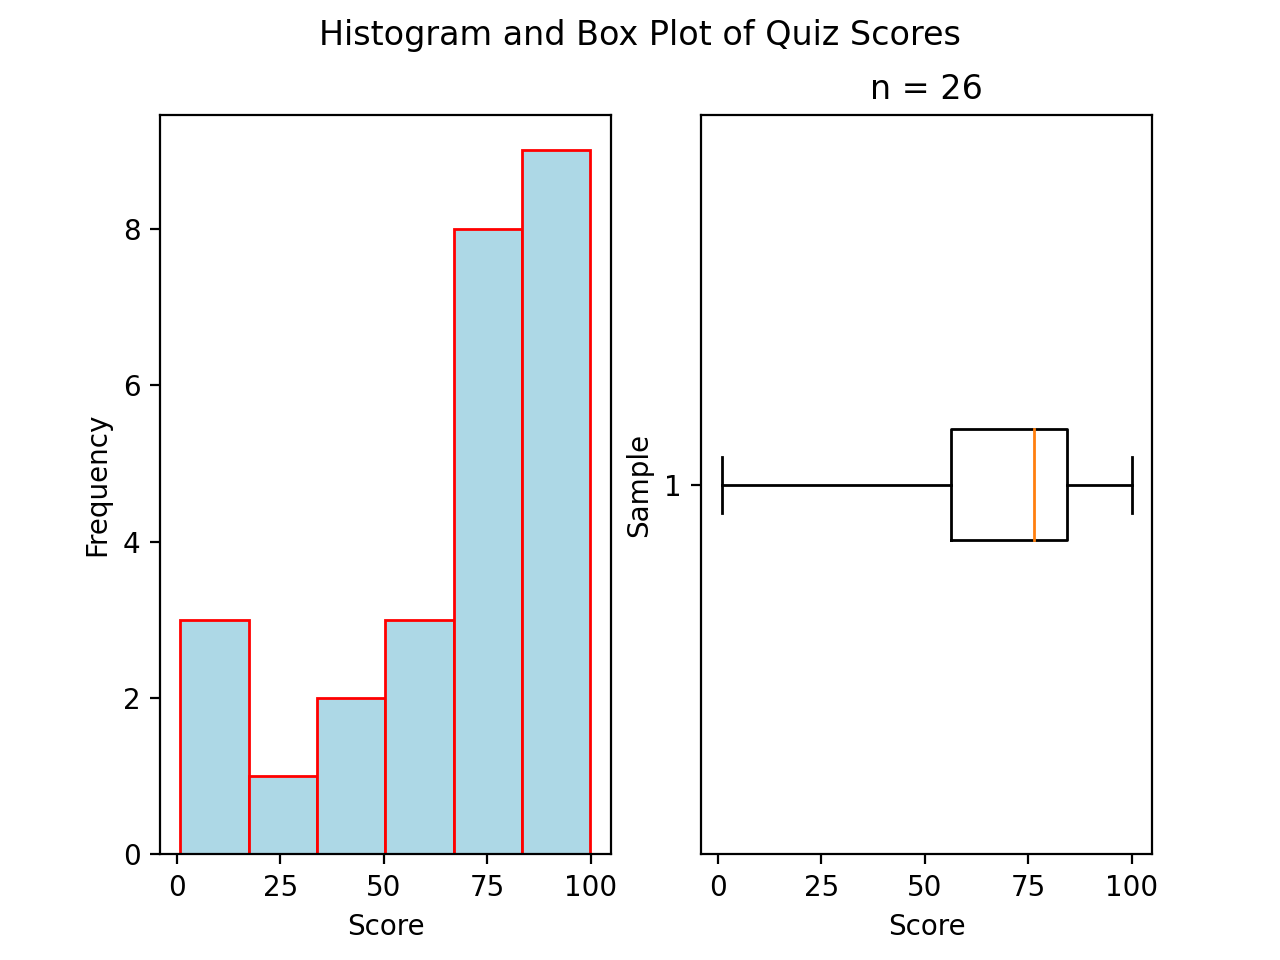 Histogram and Box Plot of Quiz Scores
Frequency
8
6
4
2
0
0 25 50 75 100
Score
n = 26
Sample
1
0 25 50 75 100
Score